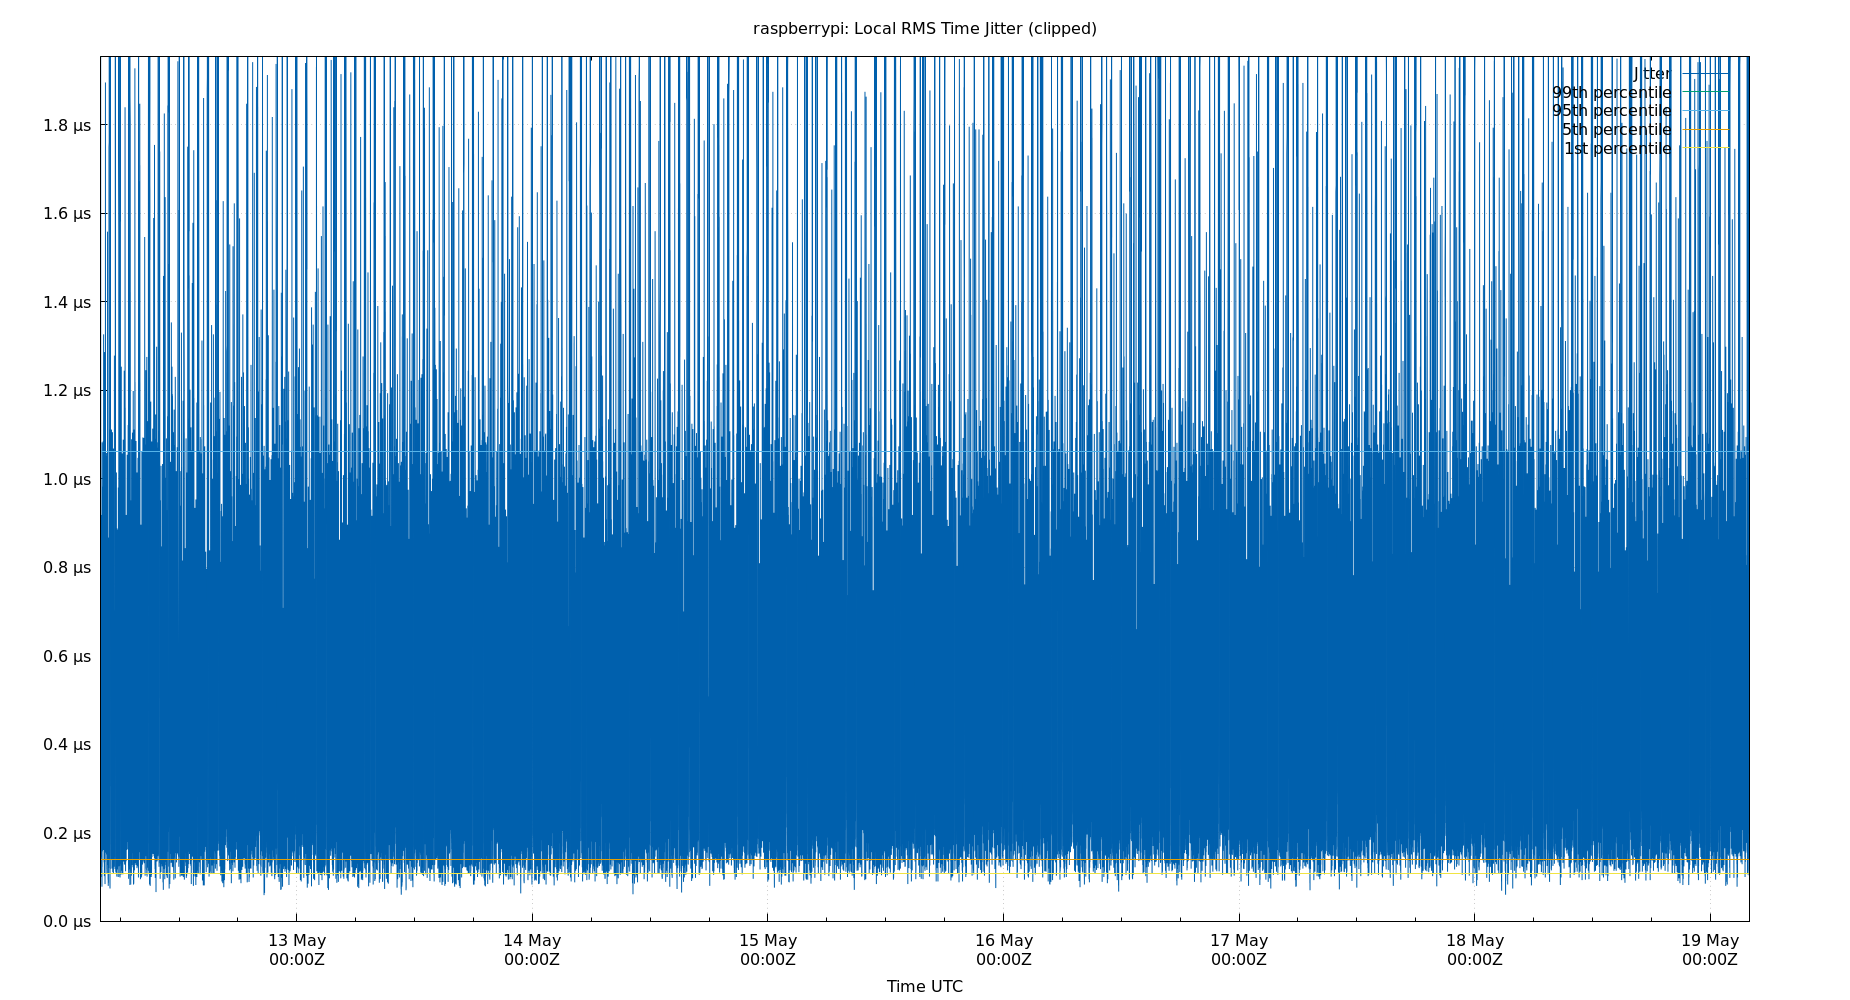 raspberrypi: Local RMS Time Jitter (clipped)
Jitter
99th percentile
95th percentile
5th percentile
1st percentile
1.8 µs
1.6 µs
1.4 µs
1.2 µs
1.0 µs
0.8 µs
0.6 µs
0.4 µs
0.2 µs
0.0 µs
13 May 14 May 15 May 16 May 17 May 18 May 19 May
00:00Z 00:00Z 00:00Z 00:00Z 00:00Z 00:00Z 00:00Z
Time UTC